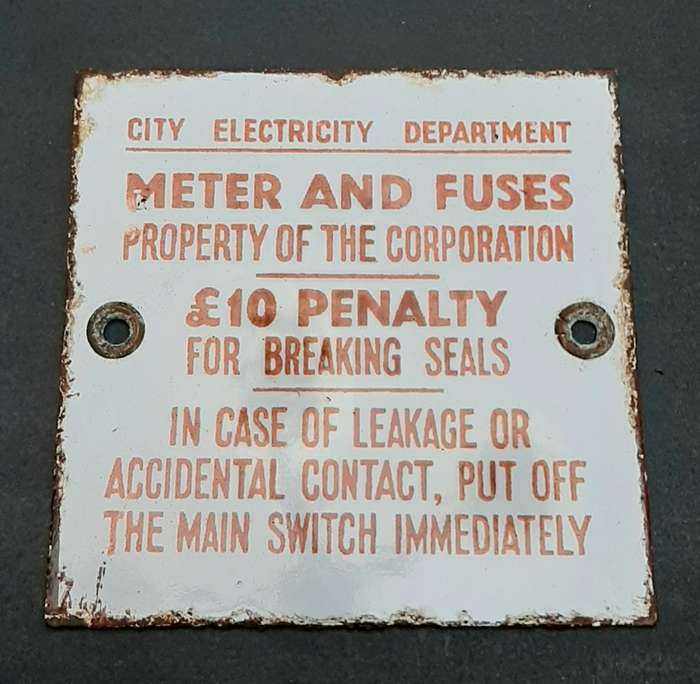 CITY ELECTRICITY DEPARTMENT
METER AND FUSES
PROPERTY OF THE CORPORATION
£10 PENALTY
FOR BREAKING SEALS
IN CASE OF LEAKAGE OR
ACCIDENTAL CONTACT, PUT OFF
THE MAIN SWITCH IMMEDIATELY